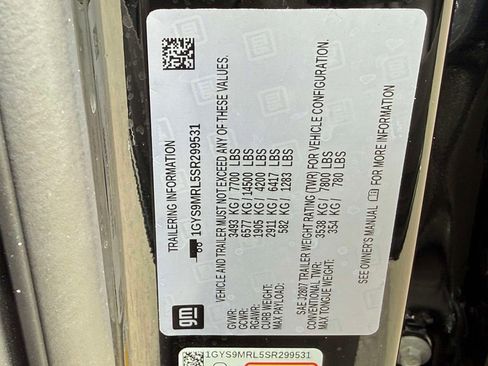 TRAILERING INFORMATION
1GYS9MRL5SR299531
VEHICLE AND TRAILER MUST NOT EXCEED ANY OF THESE VALUES.
GVWR: 3493 KG / 7700 LBS
GCWR: 6577 KG / 14500 LBS
RGAWR: 1905 KG / 4200 LBS
CURB WEIGHT: 2911 KG / 6417 LBS
MAX PAYLOAD: 582 KG / 1283 LBS
SAE J2807 TRAILER WEIGHT RATING (TWR) FOR VEHICLE CONFIGURATION.
CONVENTIONAL TWR: 3538 KG / 7800 LBS
MAX TONGUE WEIGHT: 354 KG / 780 LBS
SEE OWNER'S MANUAL FOR MORE INFORMATION
gm
1GYS9MRL5SR299531